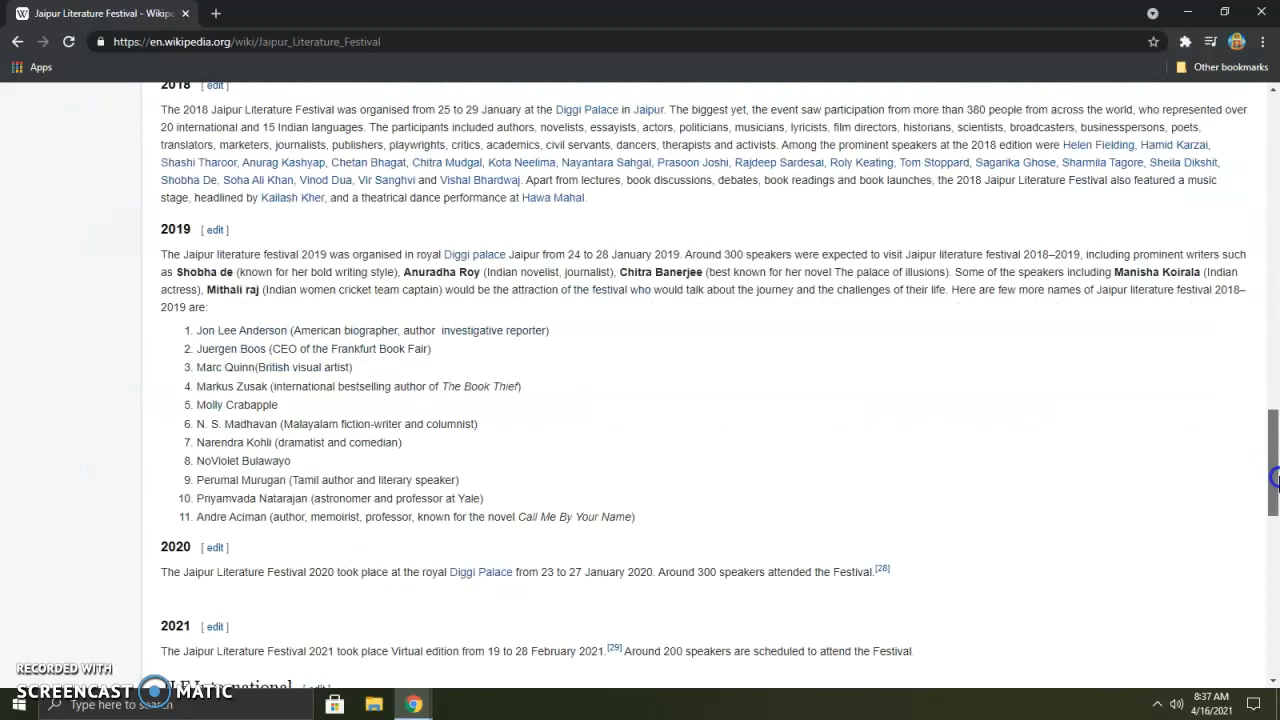 Jaipur Literature Festival - Wikip
https://en.wikipedia.org/wiki/Jaipur_Literature_Festival
Apps
Other bookmarks
2018 [ edit ]
The 2018 Jaipur Literature Festival was organised from 25 to 29 January at the Diggi Palace in Jaipur. The biggest yet, the event saw participation from more than 380 people from across the world, who represented over
20 international and 15 Indian languages. The participants included authors, novelists, essayists, actors, politicians, musicians, lyricists, film directors, historians, scientists, broadcasters, businesspersons, poets,
translators, marketers, journalists, publishers, playwrights, critics, academics, civil servants, dancers, therapists and activists. Among the prominent speakers at the 2018 edition were Helen Fielding, Hamid Karzai,
Shashi Tharoor, Anurag Kashyap, Chetan Bhagat, Chitra Mudgal, Kota Neelima, Nayantara Sahgal, Prasoon Joshi, Rajdeep Sardesai, Roly Keating, Tom Stoppard, Sagarika Ghose, Sharmila Tagore, Sheila Dikshit,
Shobha De, Soha Ali Khan, Vinod Dua, Vir Sanghvi and Vishal Bhardwaj. Apart from lectures, book discussions, debates, book readings and book launches, the 2018 Jaipur Literature Festival also featured a music
stage, headlined by Kailash Kher, and a theatrical dance performance at Hawa Mahal.
2019 [ edit ]
The Jaipur literature festival 2019 was organised in royal Diggi palace Jaipur from 24 to 28 January 2019. Around 300 speakers were expected to visit Jaipur literature festival 2018–2019, including prominent writers such
as Shobha de (known for her bold writing style), Anuradha Roy (Indian novelist, journalist), Chitra Banerjee (best known for her novel The palace of illusions). Some of the speakers including Manisha Koirala (Indian
actress), Mithali raj (Indian women cricket team captain) would be the attraction of the festival who would talk about the journey and the challenges of their life. Here are few more names of Jaipur literature festival 2018–
2019 are:
1. Jon Lee Anderson (American biographer, author investigative reporter)
2. Juergen Boos (CEO of the Frankfurt Book Fair)
3. Marc Quinn(British visual artist)
4. Markus Zusak (international bestselling author of The Book Thief)
5. Molly Crabapple
6. N. S. Madhavan (Malayalam fiction-writer and columnist)
7. Narendra Kohli (dramatist and comedian)
8. NoViolet Bulawayo
9. Perumal Murugan (Tamil author and literary speaker)
10. Priyamvada Natarajan (astronomer and professor at Yale)
11. Andre Aciman (author, memoirist, professor, known for the novel Call Me By Your Name)
2020 [ edit ]
The Jaipur Literature Festival 2020 took place at the royal Diggi Palace from 23 to 27 January 2020. Around 300 speakers attended the Festival.[28]
2021 [ edit ]
The Jaipur Literature Festival 2021 took place Virtual edition from 19 to 28 February 2021.[29] Around 200 speakers are scheduled to attend the Festival.
International
RECORDED WITH
SCREENCAST MATIC
Type here to search
8:37 AM
4/16/2021